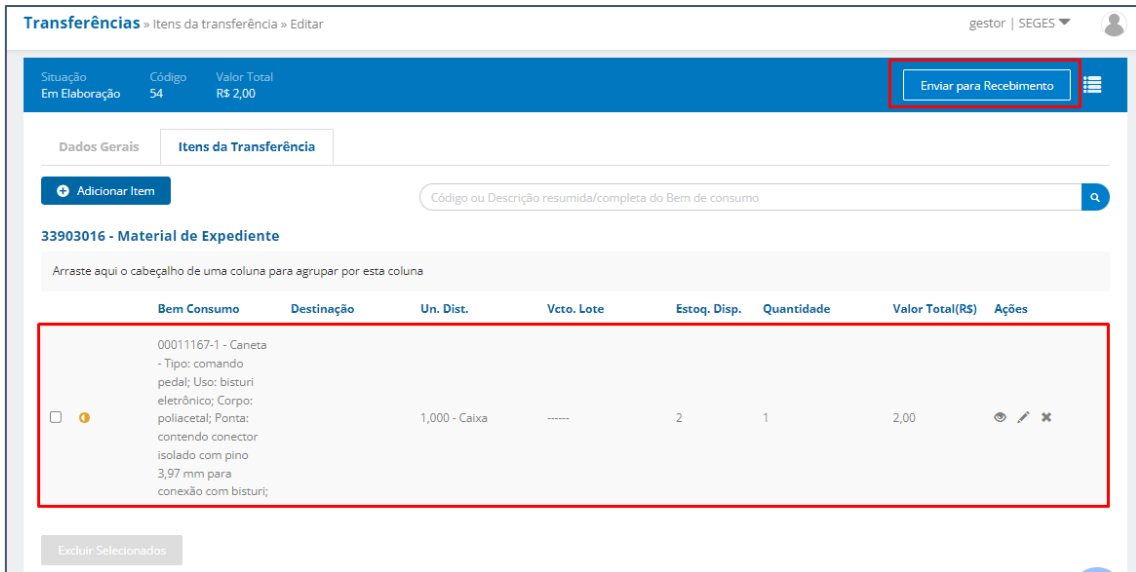 Transferências » Itens da transferência » Editar
gestor | SEGES
Situação Código Valor Total
Em Elaboração 54 R$ 2,00
Enviar para Recebimento
Dados Gerais Itens da Transferência
Adicionar Item
Código ou Descrição resumida/completa do Bem de consumo
33903016 - Material de Expediente
Arraste aqui o cabeçalho de uma coluna para agrupar por esta coluna
Bem Consumo Destinação Un. Dist. Vcto. Lote Estoq. Disp. Quantidade Valor Total(R$) Ações
00011167-1 - Caneta
- Tipo: comando
pedal; Uso: bisturi
eletrônico; Corpo:
poliacetal; Ponta:
contendo conector
isolado com pino
3,97 mm para
conexão com bisturi;
1,000 - Caixa ------ 2 1 2,00
Excluir Selecionados